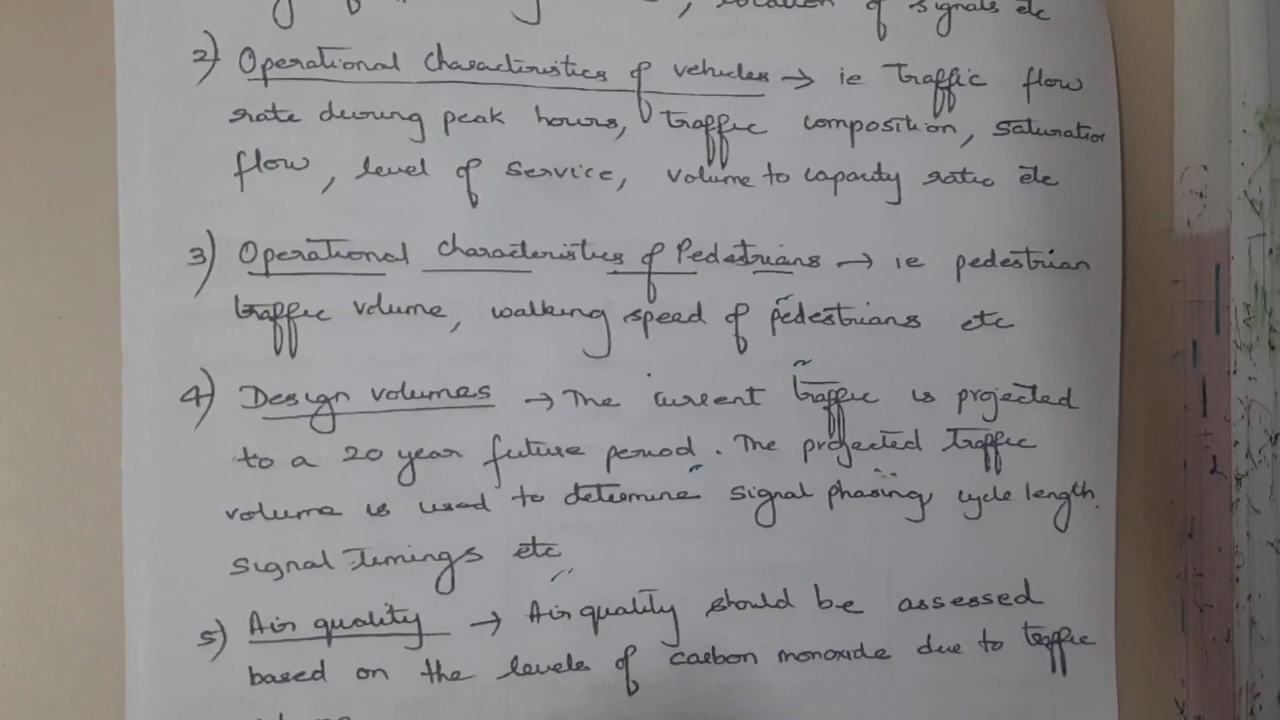 , location of signals etc
2) Operational characteristics of vehicles → ie Traffic flow
rate during peak hours, traffic composition, saturation
flow, level of service, volume to capacity ratio etc
3) Operational characteristics of Pedestrians → ie pedestrian
traffic volume, walking speed of pedestrians etc
4) Design volumes → The current traffic is projected
to a 20 year future period. The projected traffic
volume is used to determine signal phasing, cycle length,
signal timings etc
5) Air quality → Air quality should be assessed
based on the levels of carbon monoxide due to traffic